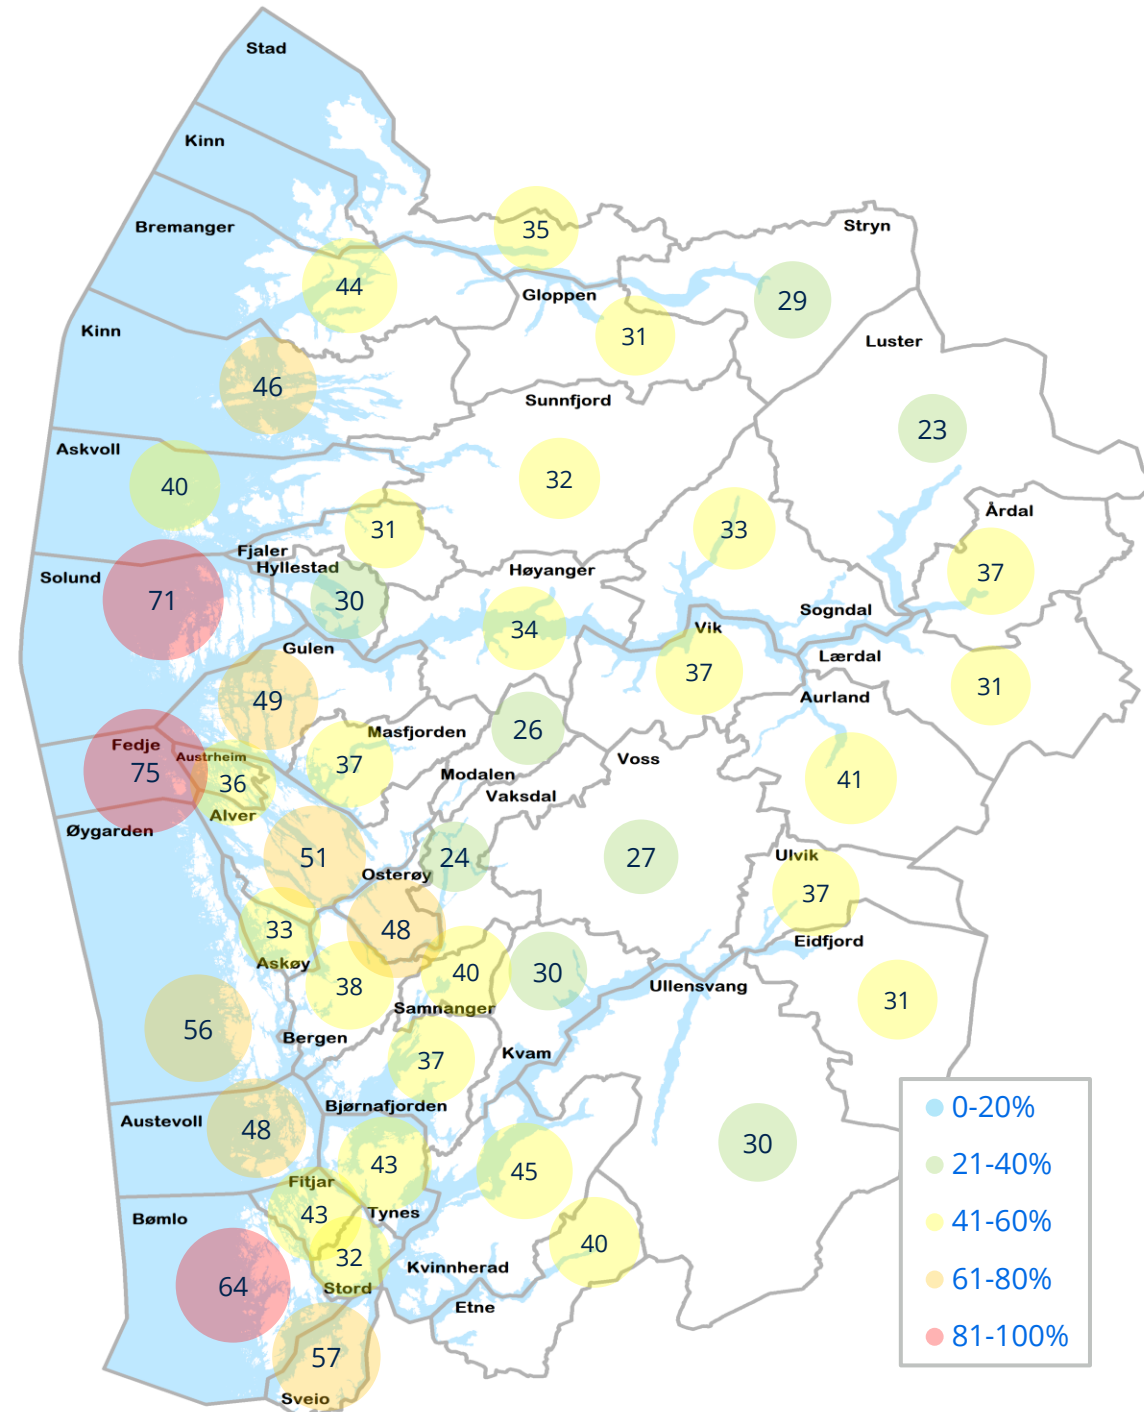 Stad
Kinn
Bremanger
35
Stryn
44
Gloppen
29
31
Kinn
Luster
46
Sunnfjord
23
Askvoll
40
32
Årdal
31
33
Fjaler
Hyllestad
Høyanger
37
Solund
71
30
Sogndal
34
Vik
Gulen
Lærdal
37
31
49
Aurland
26
Masfjorden
Fedje
Austrheim
75
36
37
Modalen
Voss
41
Vaksdal
Alver
Øygarden
51
24
27
Ulvik
Osterøy
37
33
48
Eidfjord
Askøy
38
40
30
Ullensvang
31
Samnanger
56
Bergen
37
Kvam
Bjørnafjorden
Austevoll
48
43
45
30
Fitjar
43
Tynes
Bømlo
32
40
Kvinnherad
64
Stord
Etne
57
Sveio
0-20%
21-40%
41-60%
61-80%
81-100%